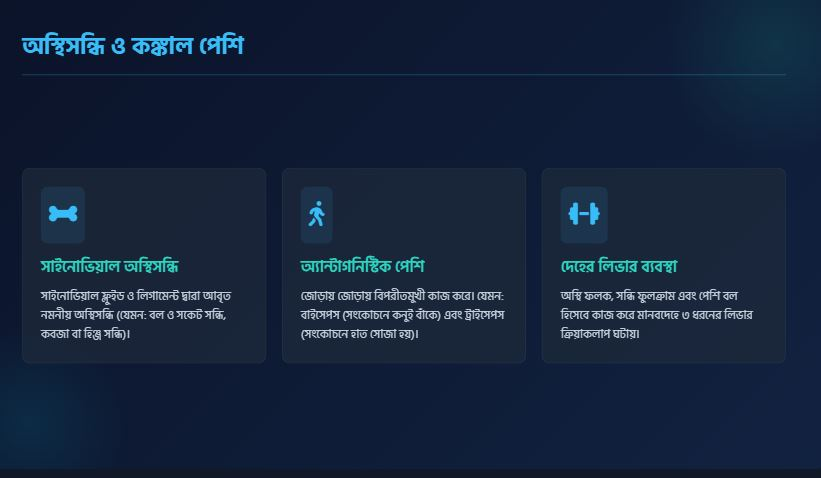 অস্থিসন্ধি ও কঙ্কাল পেশি
সাইনোভিয়াল অস্থিসন্ধি
সাইনোভিয়াল ফ্লুইড ও লিগামেন্ট দ্বারা আবৃত
নমনীয় অস্থিসন্ধি (যেমন: বল ও সকেট সন্ধি,
কবজা বা হিঞ্জ সন্ধি)।
অ্যান্টাগনিস্টিক পেশি
জোড়ায় জোড়ায় বিপরীতমুখী কাজ করে। যেমন:
বাইসেপস (সংকোচনে কনুই বাঁকে) এবং ট্রাইসেপস
(সংকোচনে হাত সোজা হয়)।
দেহের লিভার ব্যবস্থা
অস্থি ফলক, সন্ধি ফুলক্রাম এবং পেশি বল
হিসেবে কাজ করে মানবদেহে ৩ ধরনের লিভার
ক্রিয়াকলাপ ঘটায়।